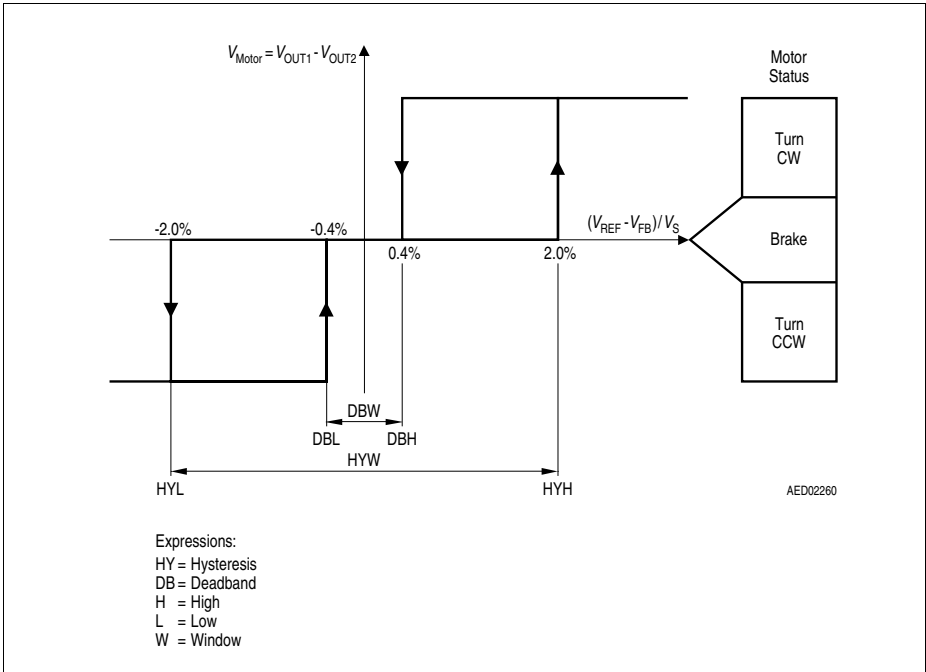 V_Motor = V_OUT1 - V_OUT2
Motor
Status
Turn
CW
-2.0%
-0.4%
(V_REF - V_FB) / V_S
Brake
0.4%
2.0%
Turn
CCW
DBW
DBL
DBH
HYW
HYL
HYH
AED02260
Expressions:
HY = Hysteresis
DB = Deadband
H = High
L = Low
W = Window